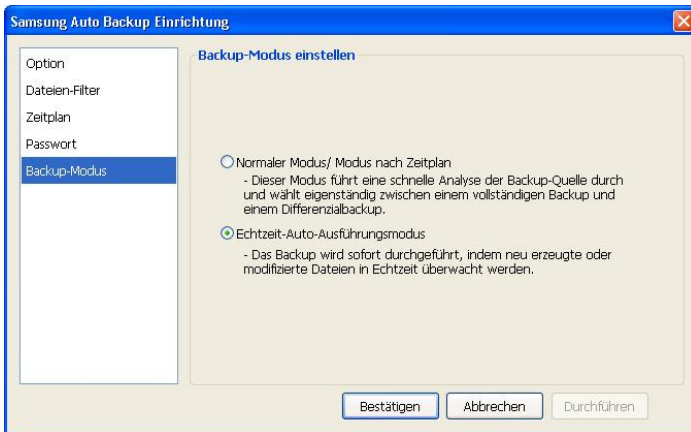 Samsung Auto Backup Einrichtung
Option
Dateien-Filter
Zeitplan
Passwort
Backup-Modus
Backup-Modus einstellen
Normaler Modus/ Modus nach Zeitplan
- Dieser Modus führt eine schnelle Analyse der Backup-Quelle durch
und wählt eigenständig zwischen einem vollständigen Backup und
einem Differenzialbackup.
Echtzeit-Auto-Ausführungsmodus
- Das Backup wird sofort durchgeführt, indem neu erzeugte oder
modifizierte Dateien in Echtzeit überwacht werden.
Bestätigen
Abbrechen
Durchführen